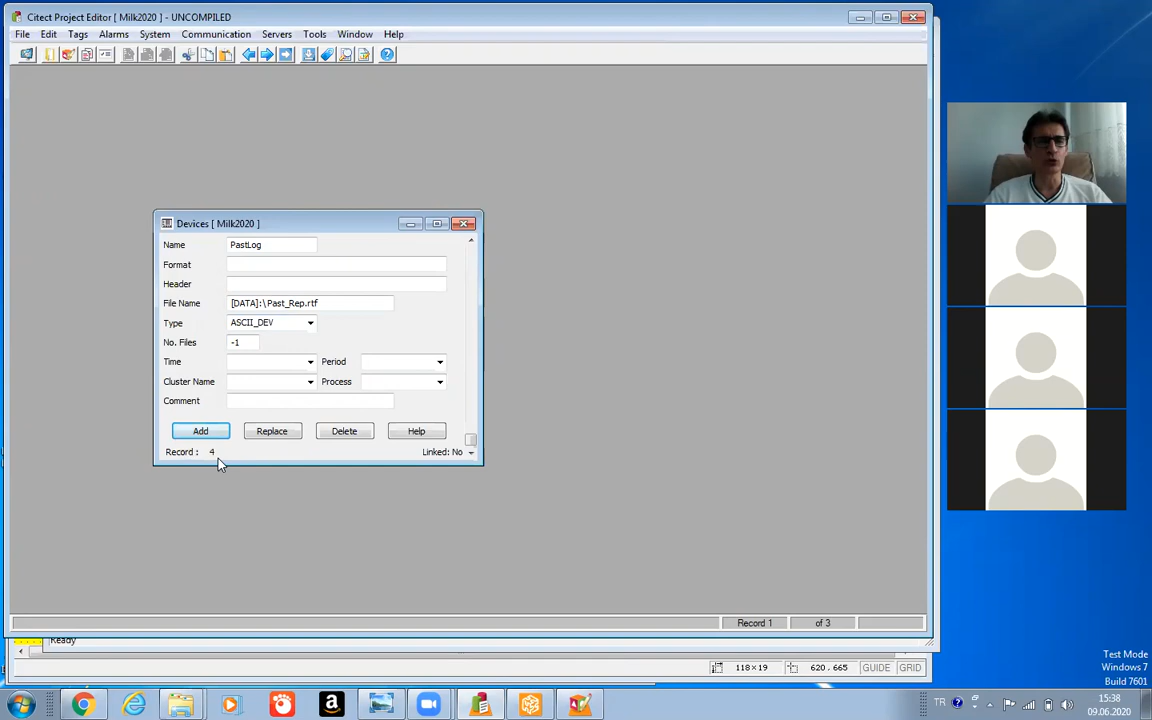 Citect Project Editor [ Milk2020 ] - UNCOMPILED
File Edit Tags Alarms System Communication Servers Tools Window Help
Devices [ Milk2020 ]
Name PastLog
Format
Header
File Name [DATA]:\Past_Rep.rtf
Type ASCII_DEV
No. Files -1
Time Period
Cluster Name Process
Comment
Add Replace Delete Help
Record : 4 Linked: No
Record 1 of 3
Ready
118×19 620,665 GUIDE GRID
Test Mode
Windows 7
Build 7601
TR 15:38
09.06.2020